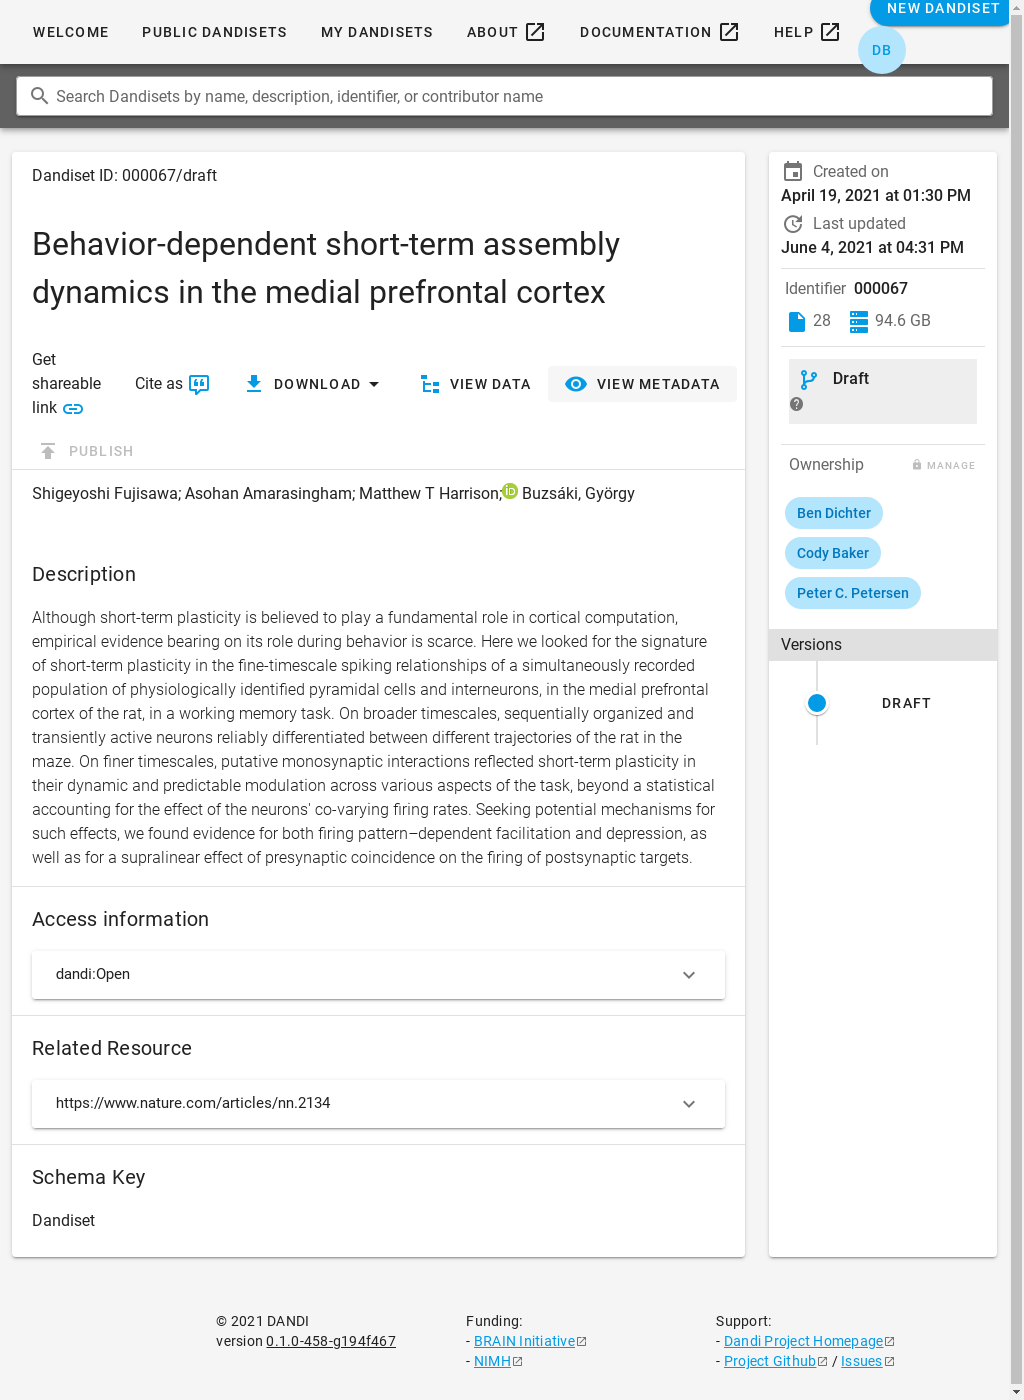 WELCOME PUBLIC DANDISETS MY DANDISETS ABOUT DOCUMENTATION HELP NEW DANDISET
DB
Search Dandisets by name, description, identifier, or contributor name
Dandiset ID: 000067/draft
Behavior-dependent short-term assembly
dynamics in the medial prefrontal cortex
Get
shareable
link
Cite as
DOWNLOAD
VIEW DATA
VIEW METADATA
PUBLISH
Shigeyoshi Fujisawa; Asohan Amarasingham; Matthew T Harrison; iD Buzsáki, György
Description
Although short-term plasticity is believed to play a fundamental role in cortical computation,
empirical evidence bearing on its role during behavior is scarce. Here we looked for the signature
of short-term plasticity in the fine-timescale spiking relationships of a simultaneously recorded
population of physiologically identified pyramidal cells and interneurons, in the medial prefrontal
cortex of the rat, in a working memory task. On broader timescales, sequentially organized and
transiently active neurons reliably differentiated between different trajectories of the rat in the
maze. On finer timescales, putative monosynaptic interactions reflected short-term plasticity in
their dynamic and predictable modulation across various aspects of the task, beyond a statistical
accounting for the effect of the neurons' co-varying firing rates. Seeking potential mechanisms for
such effects, we found evidence for both firing pattern–dependent facilitation and depression, as
well as for a supralinear effect of presynaptic coincidence on the firing of postsynaptic targets.
Access information
dandi:Open
Related Resource
https://www.nature.com/articles/nn.2134
Schema Key
Dandiset
Created on
April 19, 2021 at 01:30 PM
Last updated
June 4, 2021 at 04:31 PM
Identifier 000067
28 94.6 GB
Draft
?
Ownership MANAGE
Ben Dichter
Cody Baker
Peter C. Petersen
Versions
DRAFT
© 2021 DANDI
version 0.1.0-458-g194f467
Funding:
- BRAIN Initiative
- NIMH
Support:
- Dandi Project Homepage
- Project Github / Issues